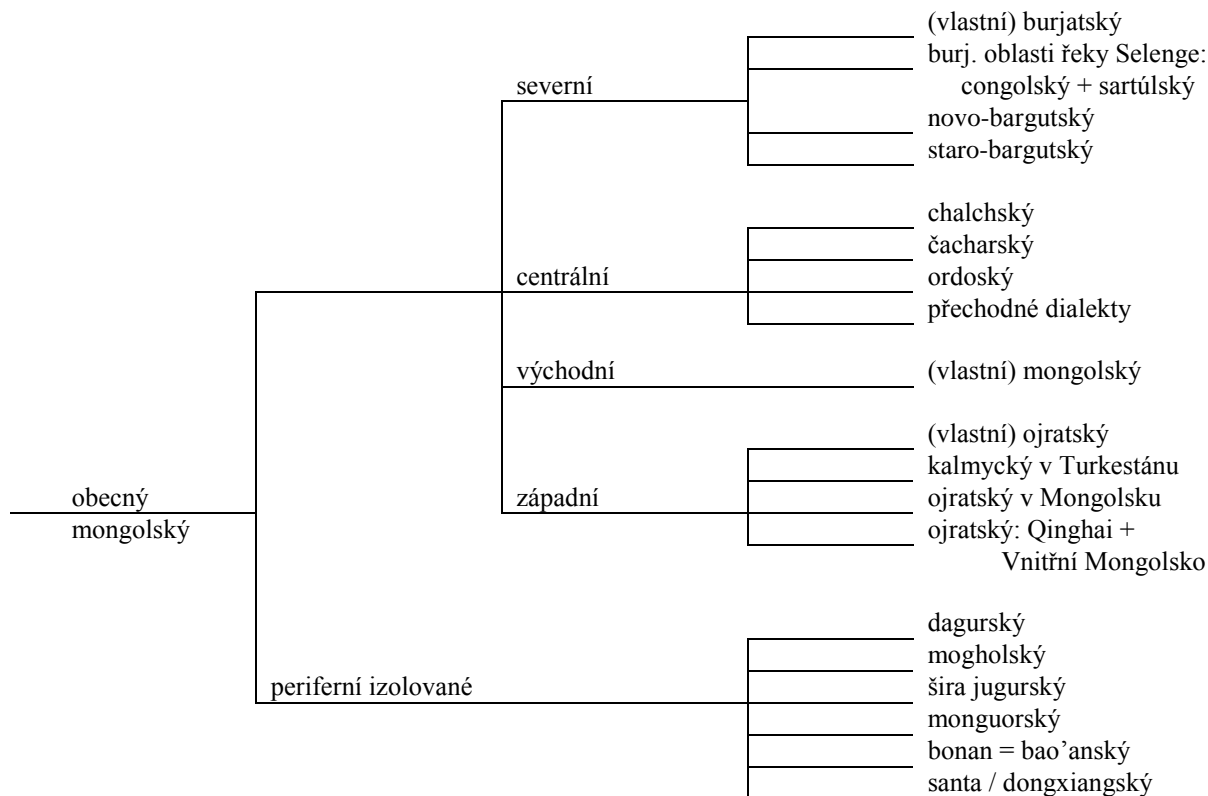 (vlastní) burjatský
burj. oblasti řeky Selenge:
severní
congolský + sartúlský
novo-bargutský
staro-bargutský
chalchský
čacharský
centrální
ordoský
přechodné dialekty
východní
(vlastní) mongolský
(vlastní) ojratský
kalmycký v Turkestánu
obecný
mongolský
západní
ojratský v Mongolsku
ojratský: Qinghai +
Vnitřní Mongolsko
dagurský
mogholský
periferní izolované
šira jugurský
monguorský
bonan = bao’anský
santa / dongxiangský